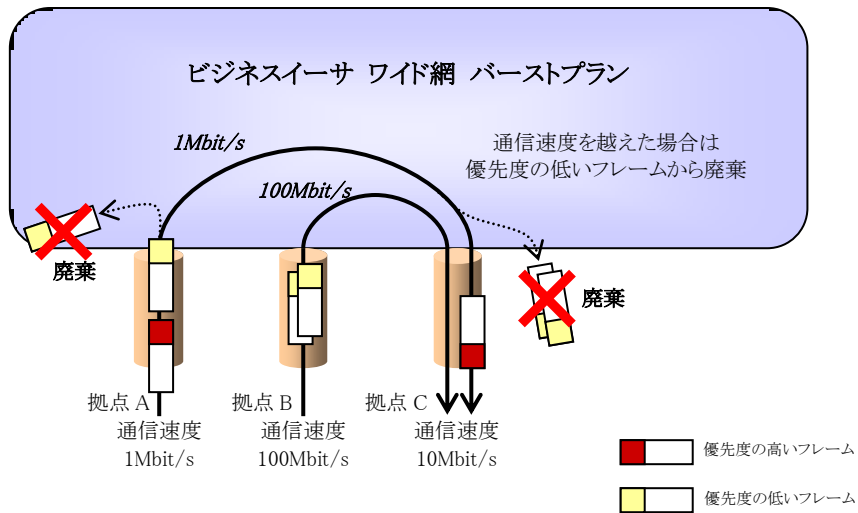 ビジネスイーサ ワイド網 バーストプラン
1Mbit/s
通信速度を越えた場合は
優先度の低いフレームから廃棄
100Mbit/s
廃棄
廃棄
拠点 A
通信速度
1Mbit/s
拠点 B
通信速度
100Mbit/s
拠点 C
通信速度
10Mbit/s
優先度の高いフレーム
優先度の低いフレーム